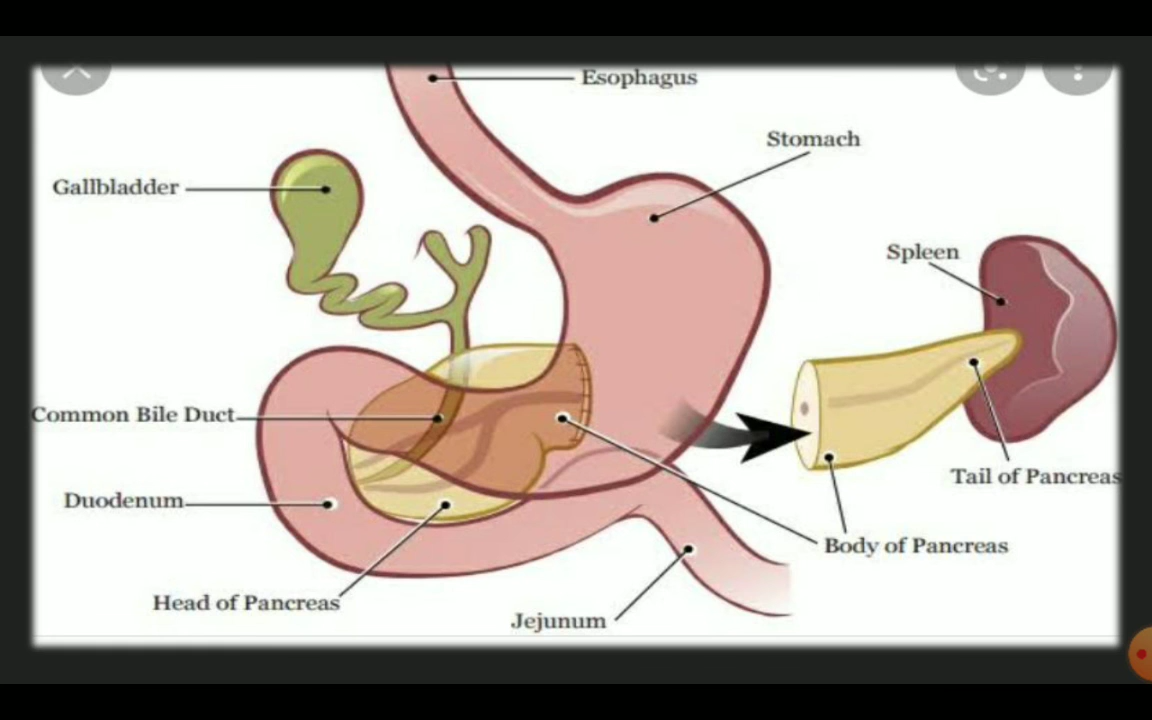 Esophagus
Stomach
Gallbladder
Spleen
Common Bile Duct
Tail of Pancreas
Duodenum
Body of Pancreas
Head of Pancreas
Jejunum